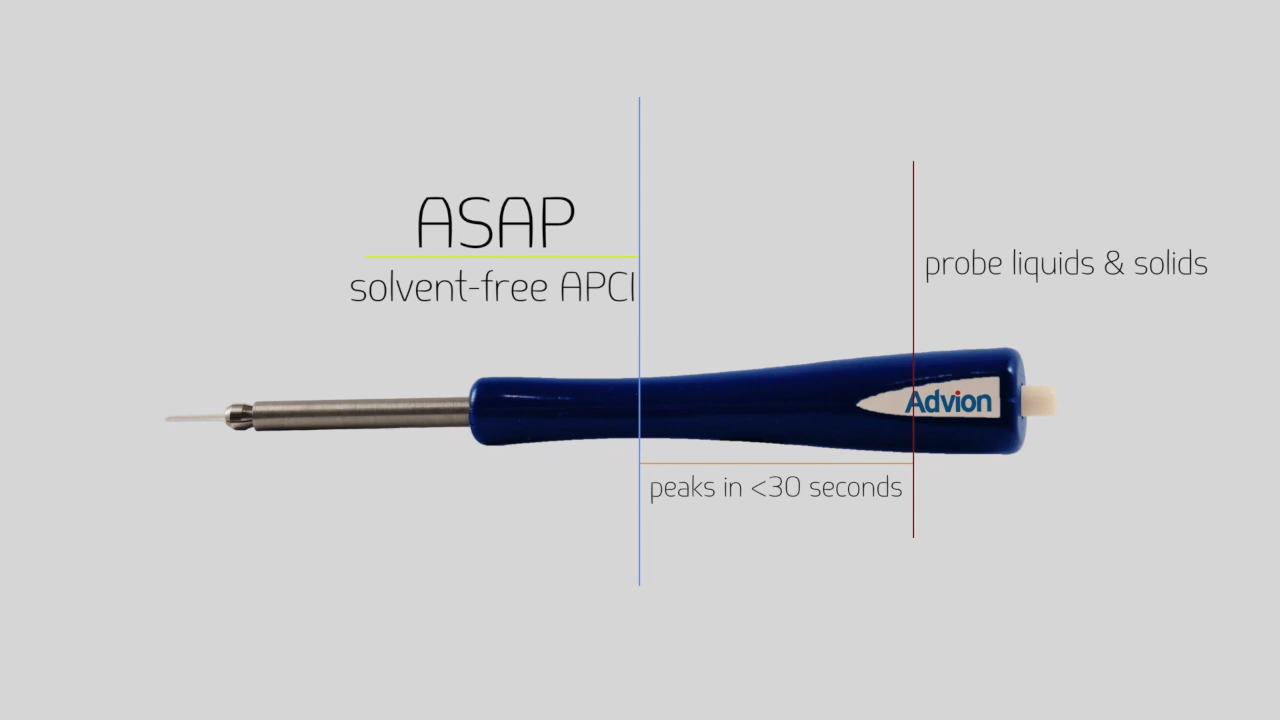 ASAP
solvent-free APCI
probe liquids & solids
Advion
peaks in <30 seconds